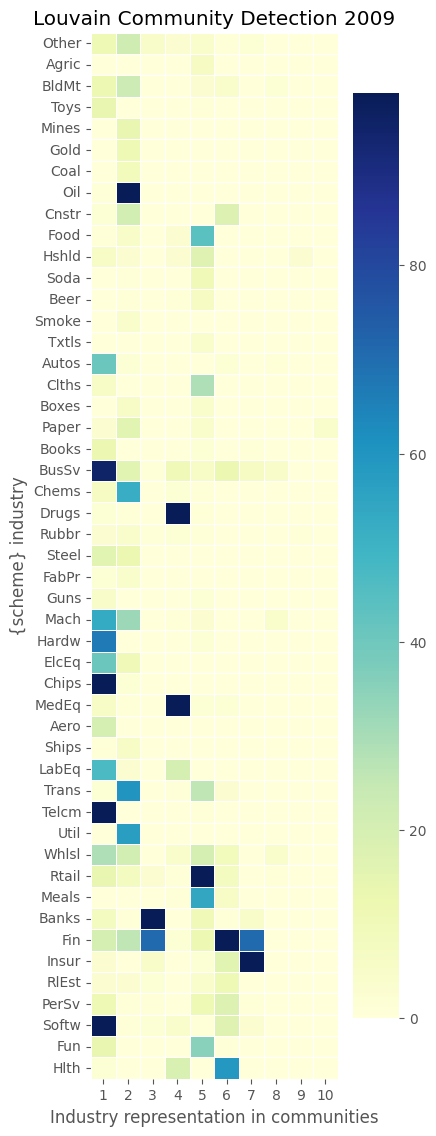 Louvain Community Detection 2009
{scheme} industry
Other
Agric
BldMt
Toys
Mines
Gold
Coal
Oil
Cnstr
Food
Hshld
Soda
Beer
Smoke
Txtls
Autos
Clths
Boxes
Paper
Books
BusSv
Chems
Drugs
Rubbr
Steel
FabPr
Guns
Mach
Hardw
ElcEq
Chips
MedEq
Aero
Ships
LabEq
Trans
Telcm
Util
Whlsl
Rtail
Meals
Banks
Fin
Insur
RlEst
PerSv
Softw
Fun
Hlth
1 2 3 4 5 6 7 8 9 10
Industry representation in communities
80
60
40
20
0